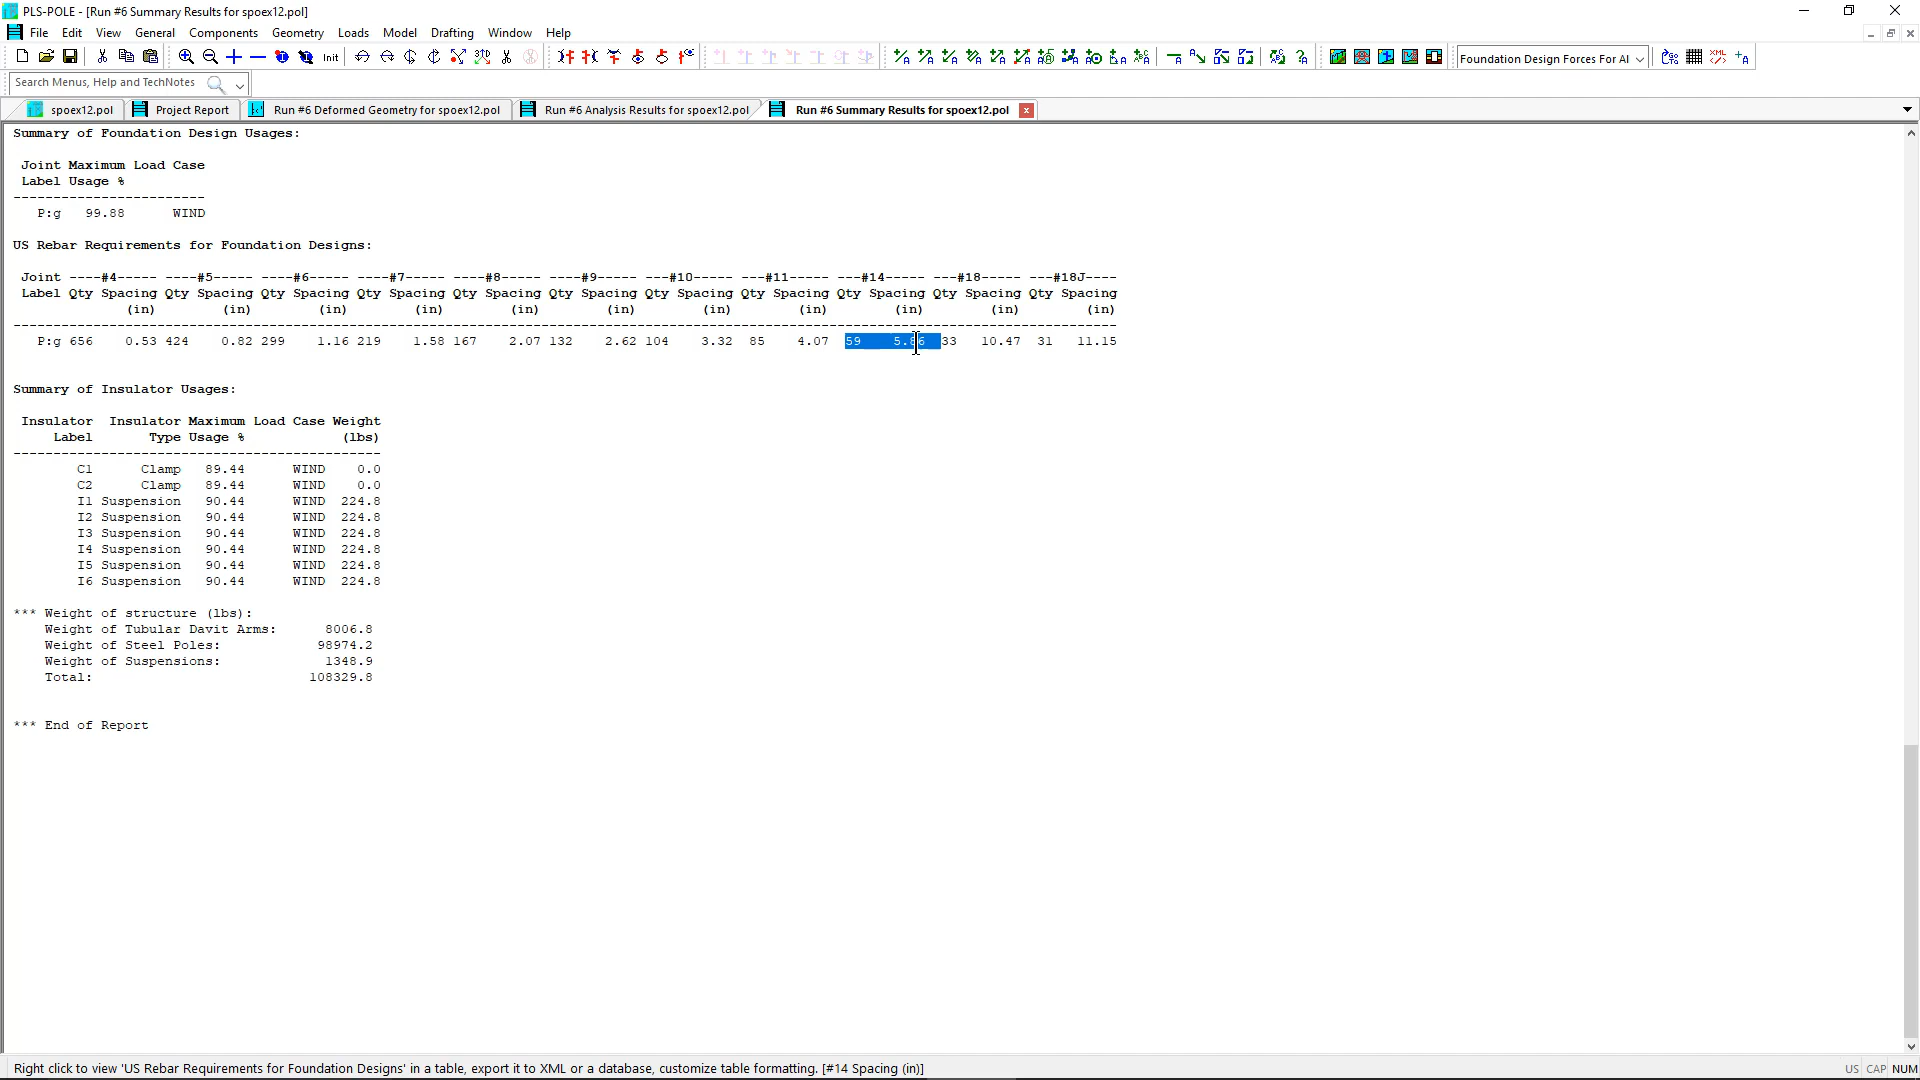 PLS-POLE - [Run #6 Summary Results for spoex12.pol]
File Edit View General Components Geometry Loads Model Drafting Window Help
Init Foundation Design Forces For Al
Search Menus, Help and TechNotes
spoex12.pol Project Report Run #6 Deformed Geometry for spoex12.pol Run #6 Analysis Results for spoex12.pol Run #6 Summary Results for spoex12.pol
Summary of Foundation Design Usages:
Joint Maximum Load Case
Label Usage %
------------------------
P:g 99.88 WIND
US Rebar Requirements for Foundation Designs:
Joint ----#4----- ----#5----- ----#6----- ----#7----- ----#8----- ----#9----- ---#10----- ---#11----- ---#14----- ---#18----- ---#18J----
Label Qty Spacing Qty Spacing Qty Spacing Qty Spacing Qty Spacing Qty Spacing Qty Spacing Qty Spacing Qty Spacing Qty Spacing Qty Spacing
(in) (in) (in) (in) (in) (in) (in) (in) (in) (in) (in)
P:g 656 0.53 424 0.82 299 1.16 219 1.58 167 2.07 132 2.62 104 3.32 85 4.07 59 5.86 33 10.47 31 11.15
Summary of Insulator Usages:
Insulator Insulator Maximum Load Case Weight
Label Type Usage % (lbs)
-----------------------------------------------
C1 Clamp 89.44 WIND 0.0
C2 Clamp 89.44 WIND 0.0
I1 Suspension 90.44 WIND 224.8
I2 Suspension 90.44 WIND 224.8
I3 Suspension 90.44 WIND 224.8
I4 Suspension 90.44 WIND 224.8
I5 Suspension 90.44 WIND 224.8
I6 Suspension 90.44 WIND 224.8
*** Weight of structure (lbs):
Weight of Tubular Davit Arms: 8006.8
Weight of Steel Poles: 98974.2
Weight of Suspensions: 1348.9
Total: 108329.8
*** End of Report
Right click to view 'US Rebar Requirements for Foundation Designs' in a table, export it to XML or a database, customize table formatting. [#14 Spacing (in)] US CAP NUM